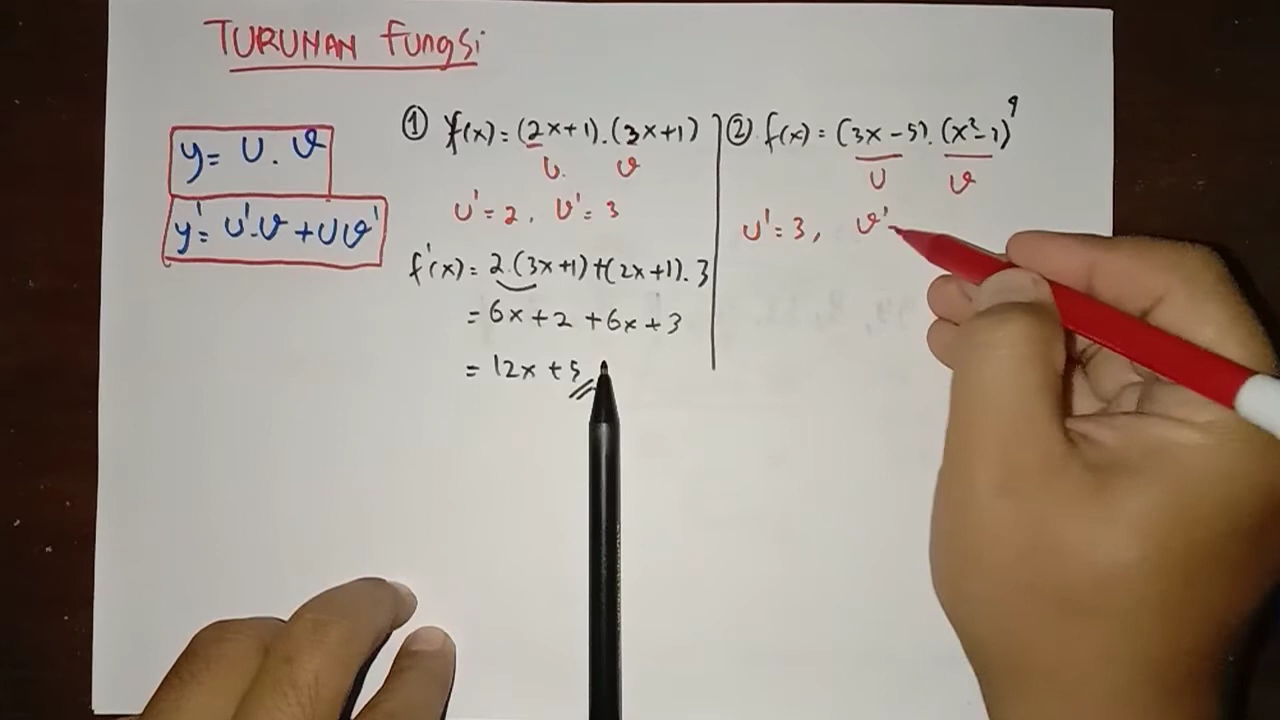 TURUNAN fungsi
y = U . V
y' = U'.V + UV'
① f(x) = (2x+1).(3x+1)
U V
U' = 2, V' = 3
f'(x) = 2.(3x+1)+(2x+1).3
= 6x+2 +6x+3
= 12x + 5
② f(x) = (3x-5).(x²-1)⁹
U V
U' = 3, V' =